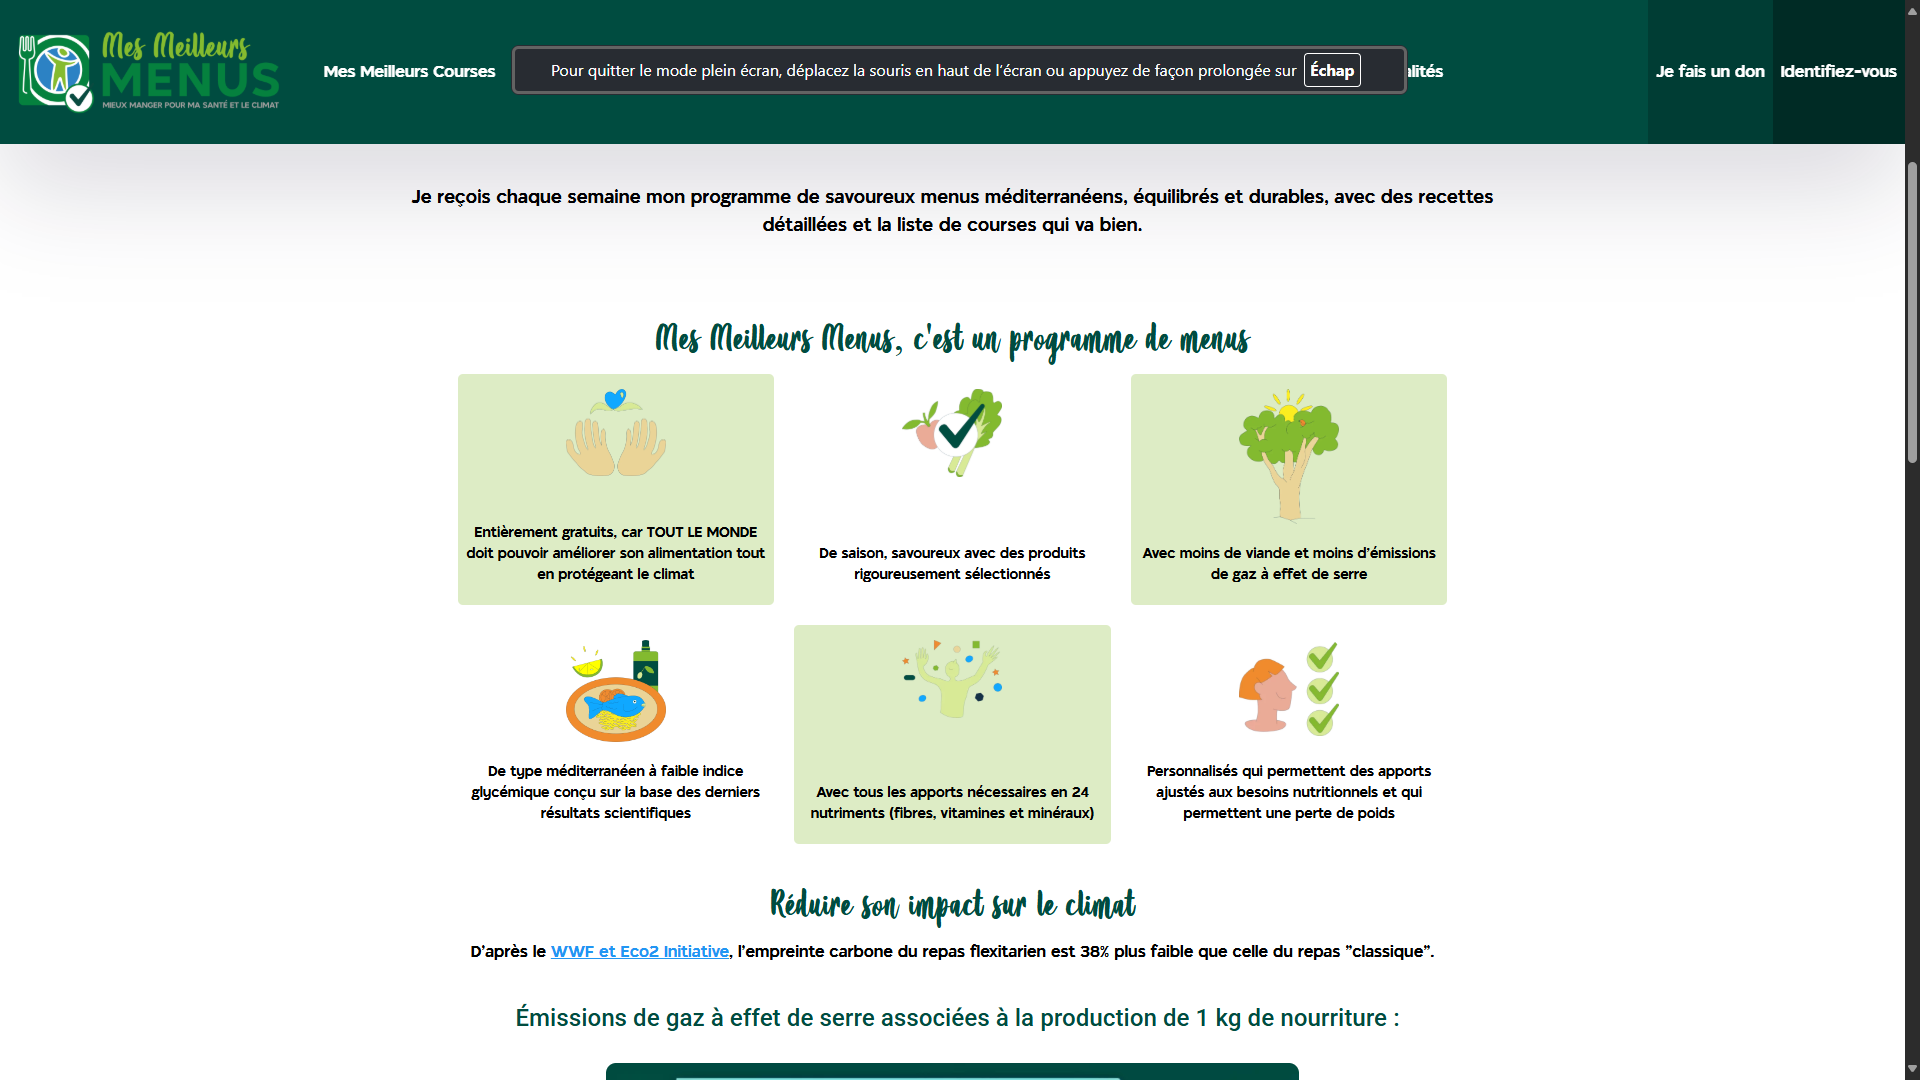 Mes Meilleurs
MENUS
MIEUX MANGER POUR MA SANTÉ ET LE CLIMAT
Mes Meilleurs Courses
Pour quitter le mode plein écran, déplacez la souris en haut de l'écran ou appuyez de façon prolongée sur Échap
lités
Je fais un don
Identifiez-vous
Je reçois chaque semaine mon programme de savoureux menus méditerranéens, équilibrés et durables, avec des recettes
détaillées et la liste de courses qui va bien.
Mes Meilleurs Menus, c'est un programme de menus
Entièrement gratuits, car TOUT LE MONDE
doit pouvoir améliorer son alimentation tout
en protégeant le climat
De saison, savoureux avec des produits
rigoureusement sélectionnés
Avec moins de viande et moins d'émissions
de gaz à effet de serre
De type méditerranéen à faible indice
glycémique conçu sur la base des derniers
résultats scientifiques
Avec tous les apports nécessaires en 24
nutriments (fibres, vitamines et minéraux)
Personnalisés qui permettent des apports
ajustés aux besoins nutritionnels et qui
permettent une perte de poids
Réduire son impact sur le climat
D'après le WWF et Eco2 Initiative, l'empreinte carbone du repas flexitarien est 38% plus faible que celle du repas "classique".
Émissions de gaz à effet de serre associées à la production de 1 kg de nourriture :